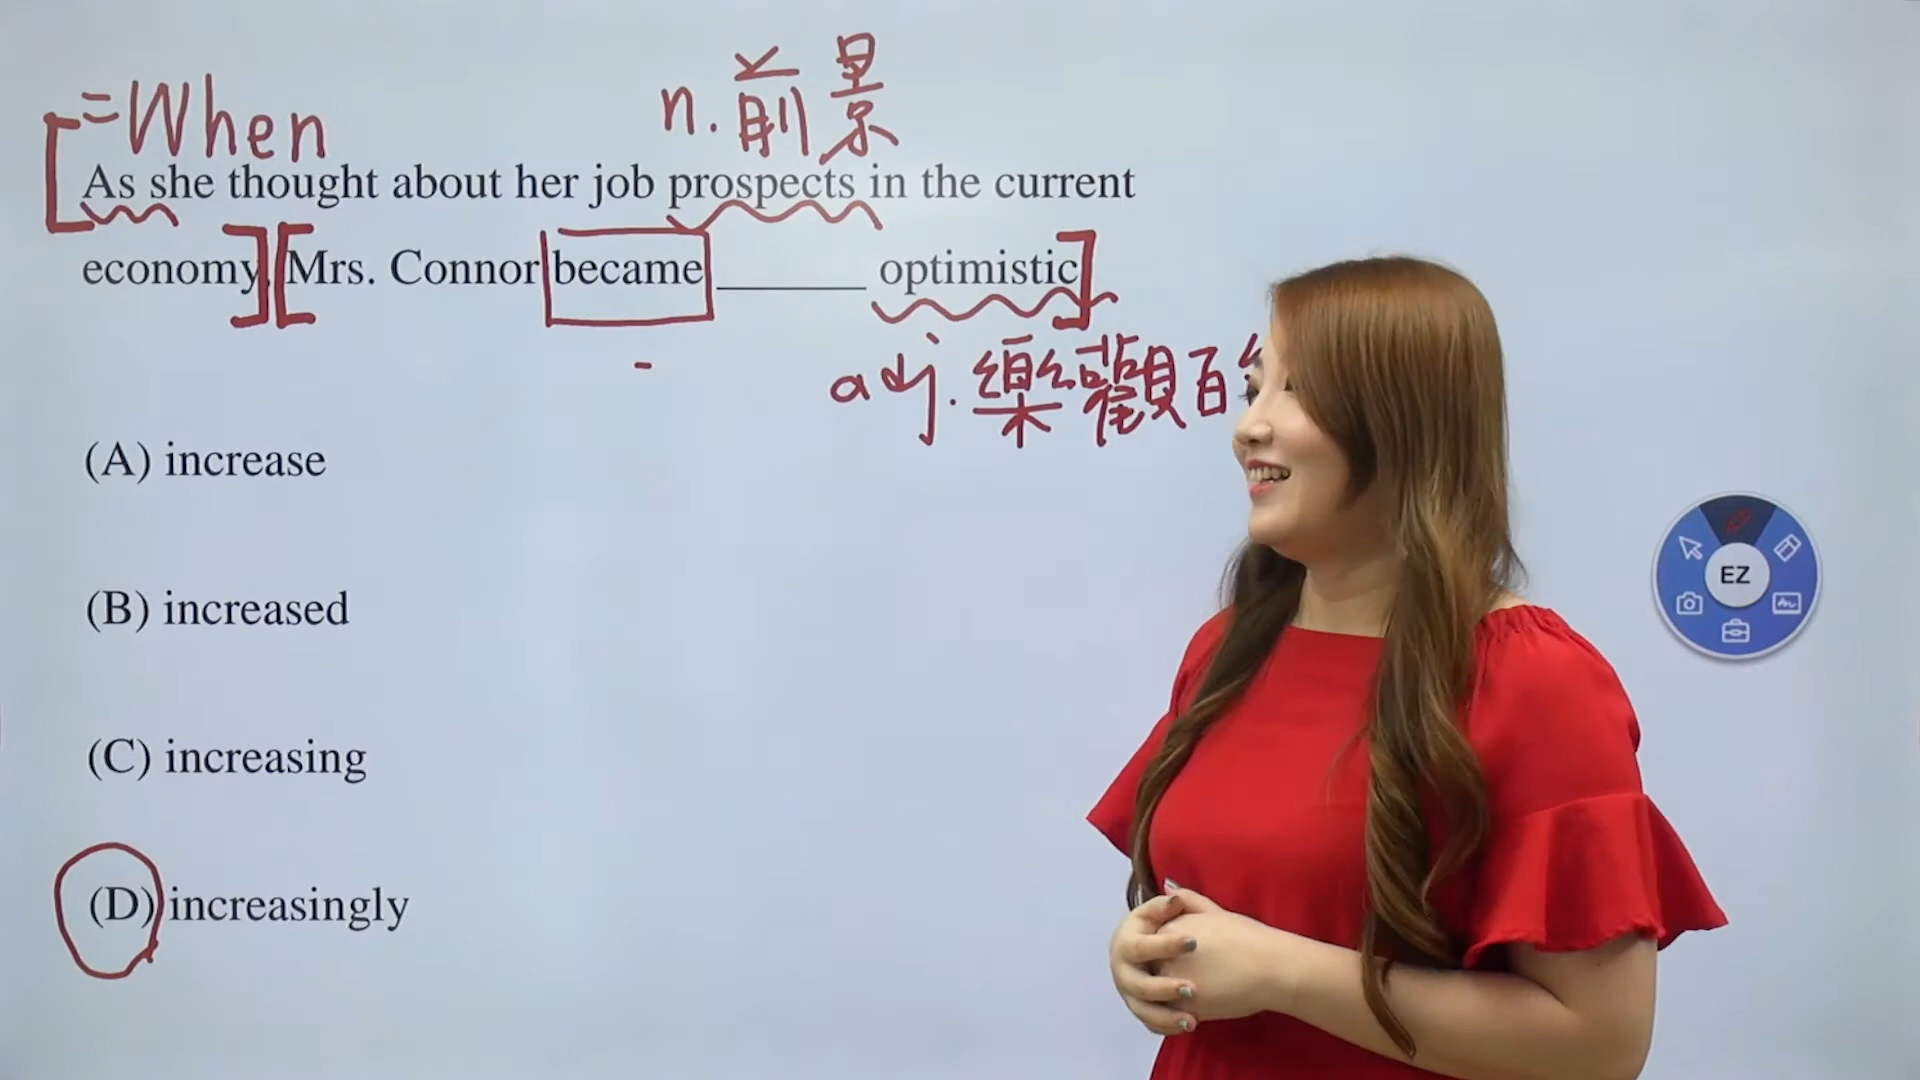 =When
n. 前景
As she thought about her job prospects in the current
economy, Mrs. Connor became ______ optimistic
adj. 樂觀的
(A) increase
(B) increased
(C) increasing
(D) increasingly
EZ